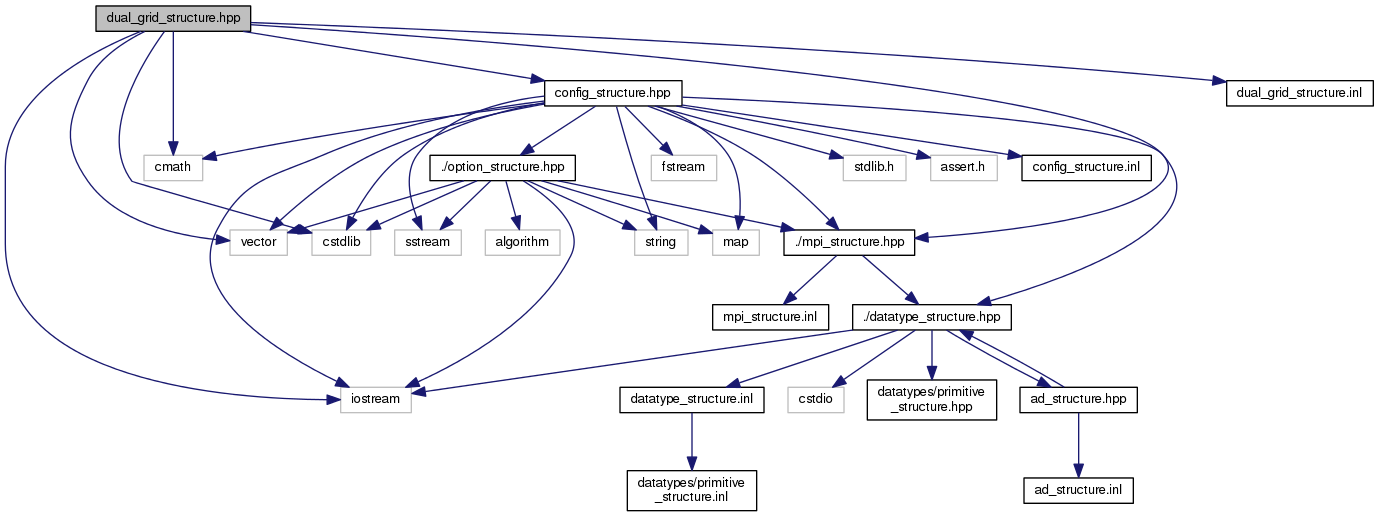 dual_grid_structure.hpp
config_structure.hpp
dual_grid_structure.inl
cmath
./option_structure.hpp
fstream
stdlib.h
assert.h
config_structure.inl
vector
cstdlib
sstream
algorithm
string
map
./mpi_structure.hpp
mpi_structure.inl
./datatype_structure.hpp
iostream
datatype_structure.inl
cstdio
datatypes/primitive
_structure.hpp
ad_structure.hpp
datatypes/primitive
_structure.inl
ad_structure.inl